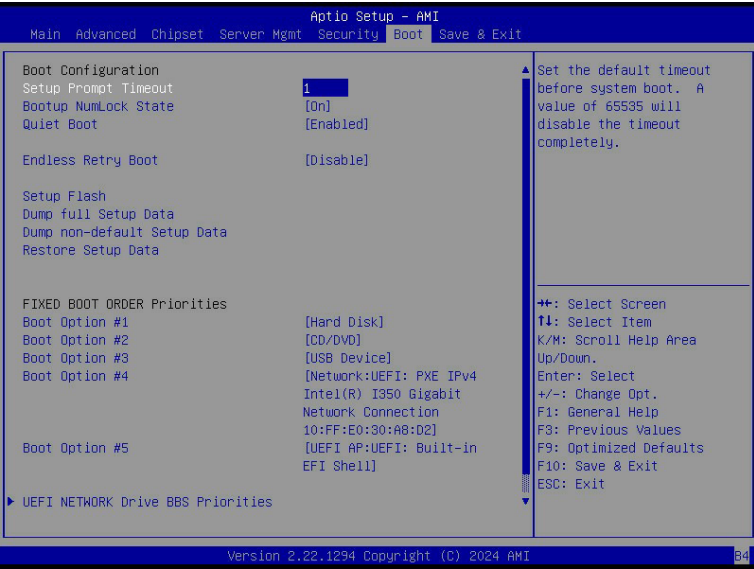 Aptio Setup – AMI
Main Advanced Chipset Server Mgmt Security Boot Save & Exit
Boot Configuration
Setup Prompt Timeout 1
Bootup NumLock State [On]
Quiet Boot [Enabled]
Endless Retry Boot [Disable]
Setup Flash
Dump full Setup Data
Dump non-default Setup Data
Restore Setup Data
FIXED BOOT ORDER Priorities
Boot Option #1 [Hard Disk]
Boot Option #2 [CD/DVD]
Boot Option #3 [USB Device]
Boot Option #4 [Network:UEFI: PXE IPv4
Intel(R) I350 Gigabit
Network Connection
10:FF:E0:30:A8:D2]
Boot Option #5 [UEFI AP:UEFI: Built-in
EFI Shell]
UEFI NETWORK Drive BBS Priorities
Set the default timeout
before system boot. A
value of 65535 will
disable the timeout
completely.
→←: Select Screen
↑↓: Select Item
K/M: Scroll Help Area
Up/Down.
Enter: Select
+/-: Change Opt.
F1: General Help
F3: Previous Values
F9: Optimized Defaults
F10: Save & Exit
ESC: Exit
Version 2.22.1294 Copyright (C) 2024 AMI
B4